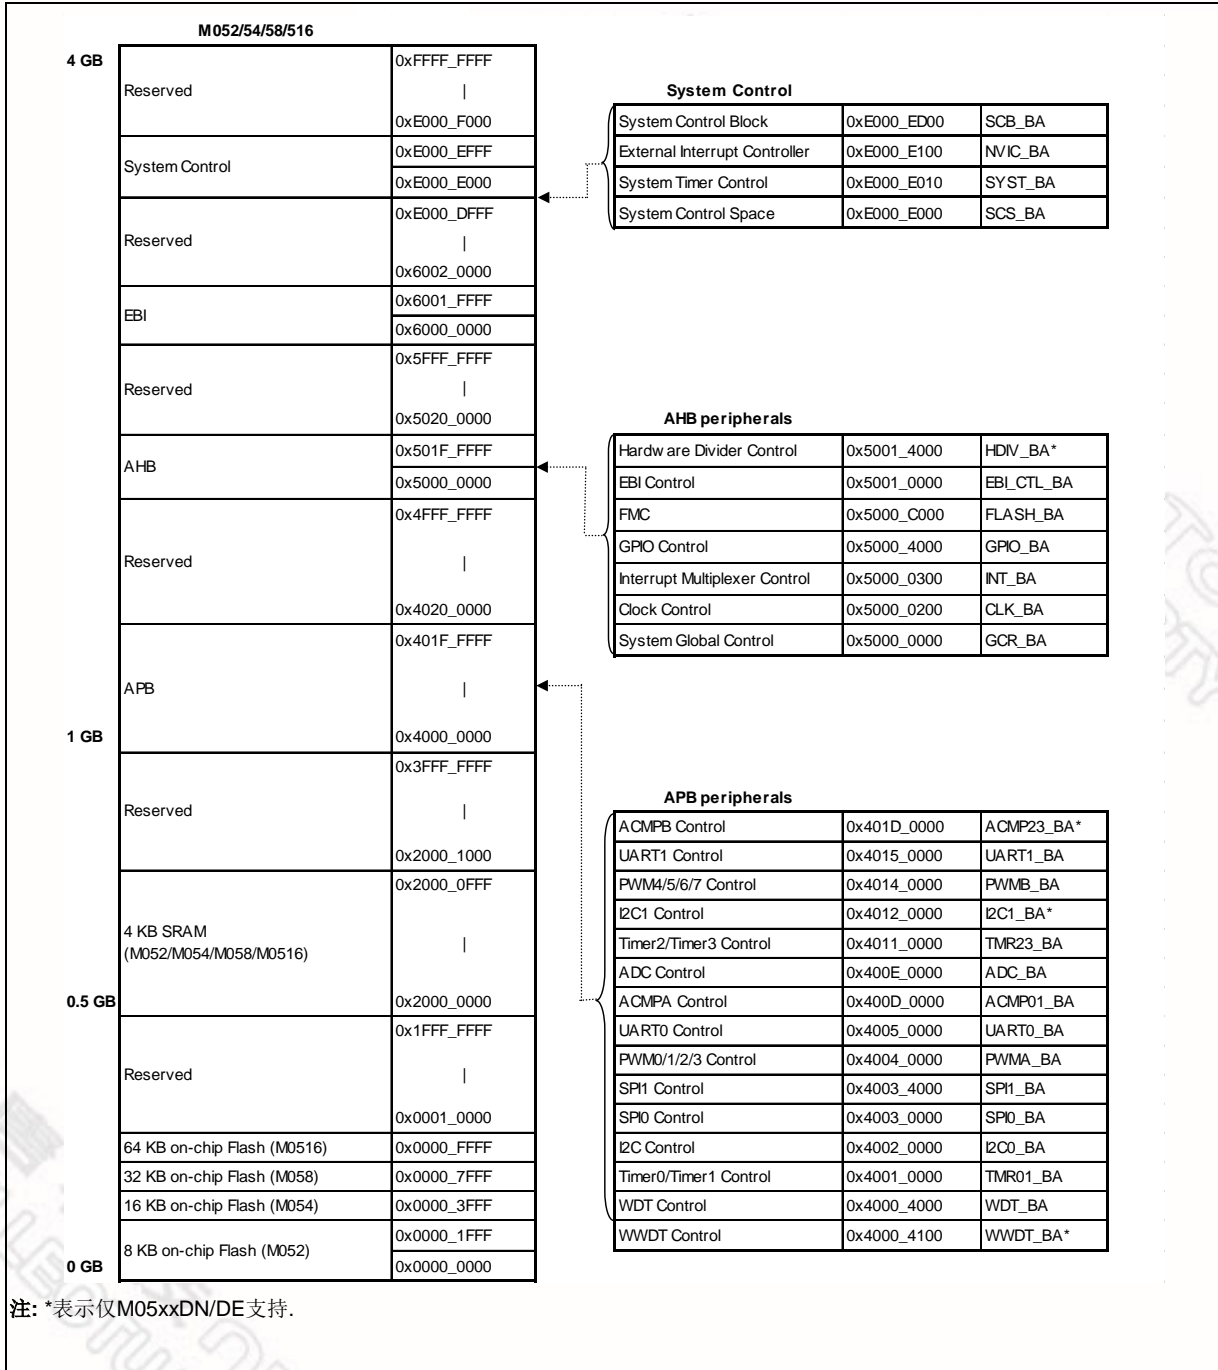 M052/54/58/516
4 GB
Reserved
0xFFFF_FFFF
|
0xE000_F000
System Control
0xE000_EFFF
0xE000_E000
Reserved
0xE000_DFFF
|
0x6002_0000
EBI
0x6001_FFFF
0x6000_0000
Reserved
0x5FFF_FFFF
|
0x5020_0000
AHB
0x501F_FFFF
0x5000_0000
Reserved
0x4FFF_FFFF
|
0x4020_0000
APB
0x401F_FFFF
|
1 GB
0x4000_0000
Reserved
0x3FFF_FFFF
|
0x2000_1000
4 KB SRAM
(M052/M054/M058/M0516)
0x2000_0FFF
|
0.5 GB
0x2000_0000
Reserved
0x1FFF_FFFF
|
0x0001_0000
64 KB on-chip Flash (M0516) 0x0000_FFFF
32 KB on-chip Flash (M058) 0x0000_7FFF
16 KB on-chip Flash (M054) 0x0000_3FFF
8 KB on-chip Flash (M052)
0x0000_1FFF
0 GB
0x0000_0000
System Control
System Control Block 0xE000_ED00 SCB_BA
External Interrupt Controller 0xE000_E100 NVIC_BA
System Timer Control 0xE000_E010 SYST_BA
System Control Space 0xE000_E000 SCS_BA
AHB peripherals
Hardware Divider Control 0x5001_4000 HDIV_BA*
EBI Control 0x5001_0000 EBI_CTL_BA
FMC 0x5000_C000 FLASH_BA
GPIO Control 0x5000_4000 GPIO_BA
Interrupt Multiplexer Control 0x5000_0300 INT_BA
Clock Control 0x5000_0200 CLK_BA
System Global Control 0x5000_0000 GCR_BA
APB peripherals
ACMPB Control 0x401D_0000 ACMP23_BA*
UART1 Control 0x4015_0000 UART1_BA
PWM4/5/6/7 Control 0x4014_0000 PWMB_BA
I2C1 Control 0x4012_0000 I2C1_BA*
Timer2/Timer3 Control 0x4011_0000 TMR23_BA
ADC Control 0x400E_0000 ADC_BA
ACMPA Control 0x400D_0000 ACMP01_BA
UART0 Control 0x4005_0000 UART0_BA
PWM0/1/2/3 Control 0x4004_0000 PWMA_BA
SPI1 Control 0x4003_4000 SPI1_BA
SPI0 Control 0x4003_0000 SPI0_BA
I2C Control 0x4002_0000 I2C0_BA
Timer0/Timer1 Control 0x4001_0000 TMR01_BA
WDT Control 0x4000_4000 WDT_BA
WWDT Control 0x4000_4100 WWDT_BA*
注: *表示仅M05xxDN/DE支持.